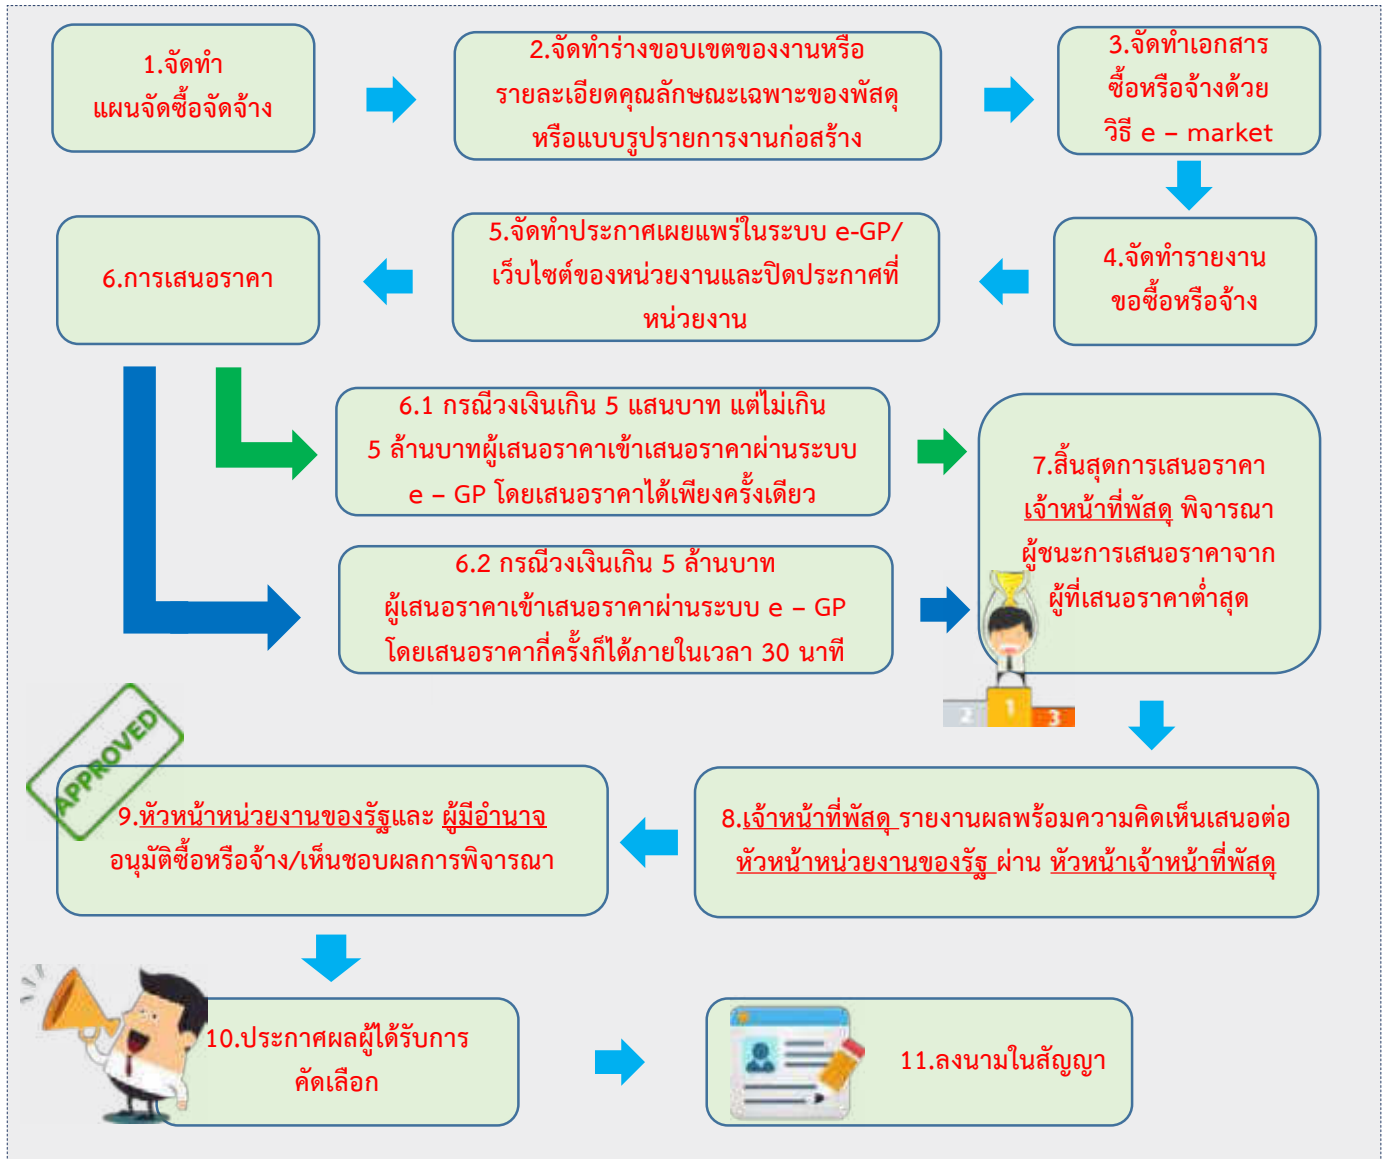 1.จัดทำ
แผนจัดซื้อจัดจ้าง
2.จัดทำร่างขอบเขตของงานหรือ
รายละเอียดคุณลักษณะเฉพาะของพัสดุ
หรือแบบรูปรายการงานก่อสร้าง
3.จัดทำเอกสาร
ซื้อหรือจ้างด้วย
วิธี e – market
4.จัดทำรายงาน
ขอซื้อหรือจ้าง
5.จัดทำประกาศเผยแพร่ในระบบ e-GP/
เว็บไซต์ของหน่วยงานและปิดประกาศที่
หน่วยงาน
6.การเสนอราคา
6.1 กรณีวงเงินเกิน 5 แสนบาท แต่ไม่เกิน
5 ล้านบาทผู้เสนอราคาเข้าเสนอราคาผ่านระบบ
e – GP โดยเสนอราคาได้เพียงครั้งเดียว
6.2 กรณีวงเงินเกิน 5 ล้านบาท
ผู้เสนอราคาเข้าเสนอราคาผ่านระบบ e – GP
โดยเสนอราคากี่ครั้งก็ได้ภายในเวลา 30 นาที
7.สิ้นสุดการเสนอราคา
เจ้าหน้าที่พัสดุ พิจารณา
ผู้ชนะการเสนอราคาจาก
ผู้ที่เสนอราคาต่ำสุด
2 1 3
8.เจ้าหน้าที่พัสดุ รายงานผลพร้อมความคิดเห็นเสนอต่อ
หัวหน้าหน่วยงานของรัฐ ผ่าน หัวหน้าเจ้าหน้าที่พัสดุ
APPROVED
9.หัวหน้าหน่วยงานของรัฐและ ผู้มีอำนาจ
อนุมัติซื้อหรือจ้าง/เห็นชอบผลการพิจารณา
10.ประกาศผลผู้ได้รับการ
คัดเลือก
11.ลงนามในสัญญา